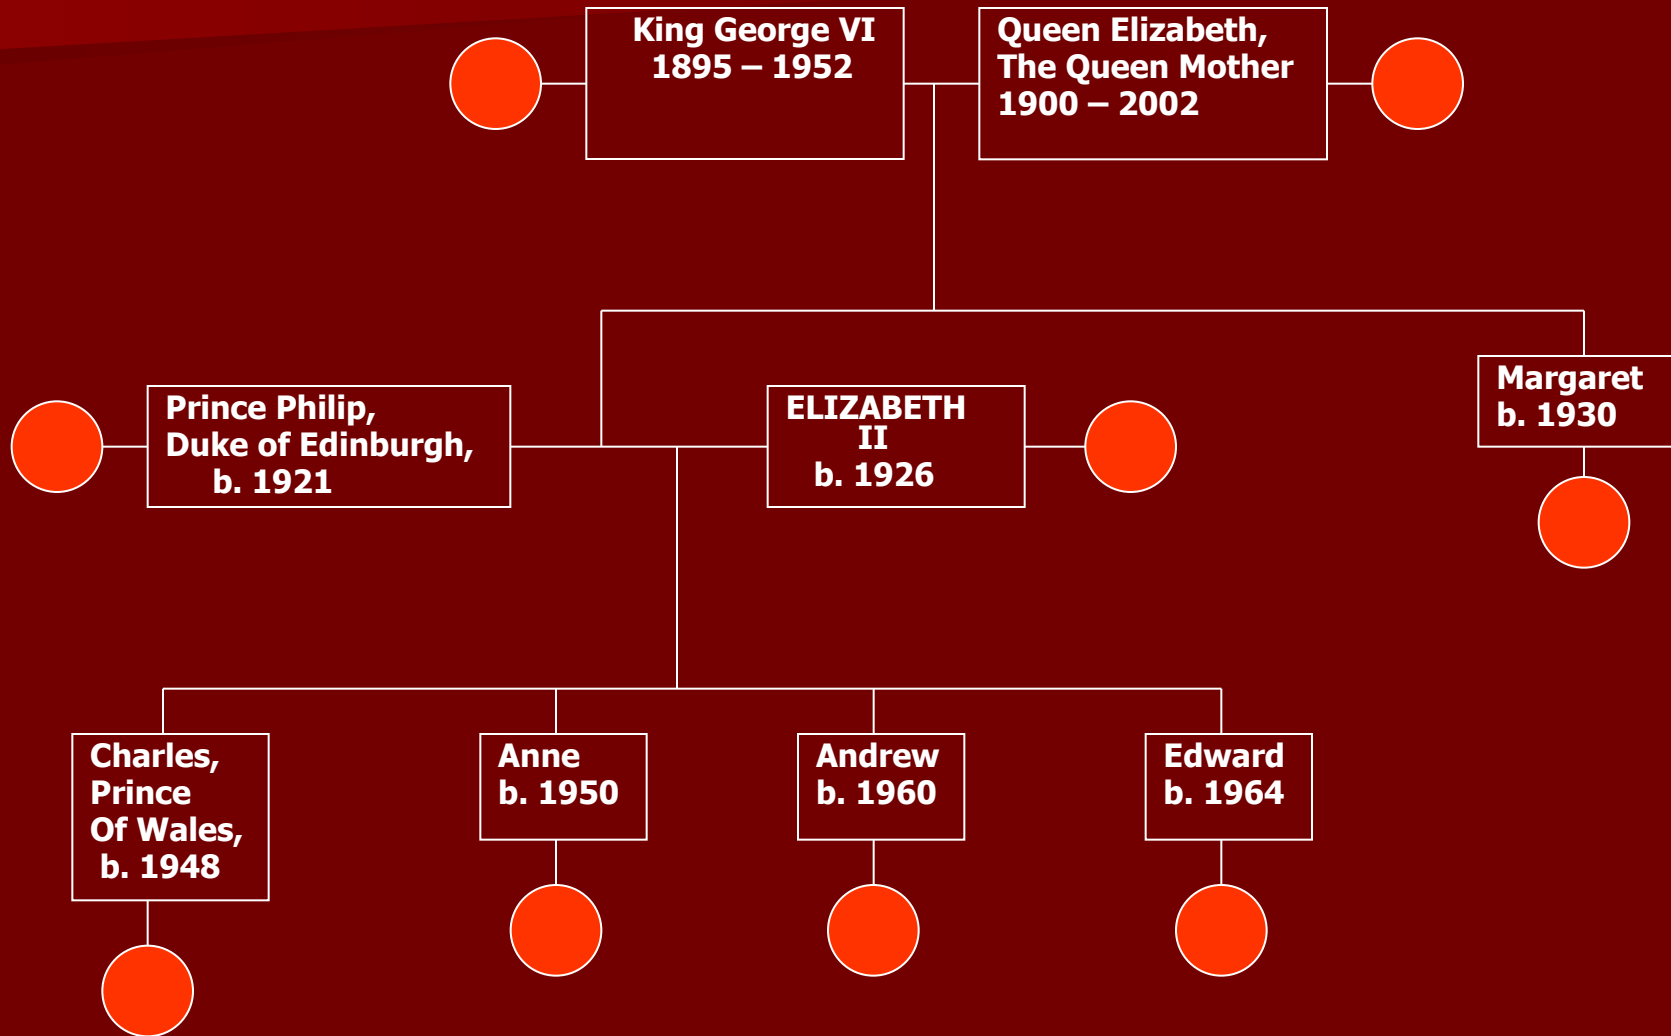 King George VI
1895 – 1952
Queen Elizabeth,
The Queen Mother
1900 – 2002
Prince Philip,
Duke of Edinburgh,
b. 1921
ELIZABETH
II
b. 1926
Margaret
b. 1930
Charles,
Prince
Of Wales,
b. 1948
Anne
b. 1950
Andrew
b. 1960
Edward
b. 1964